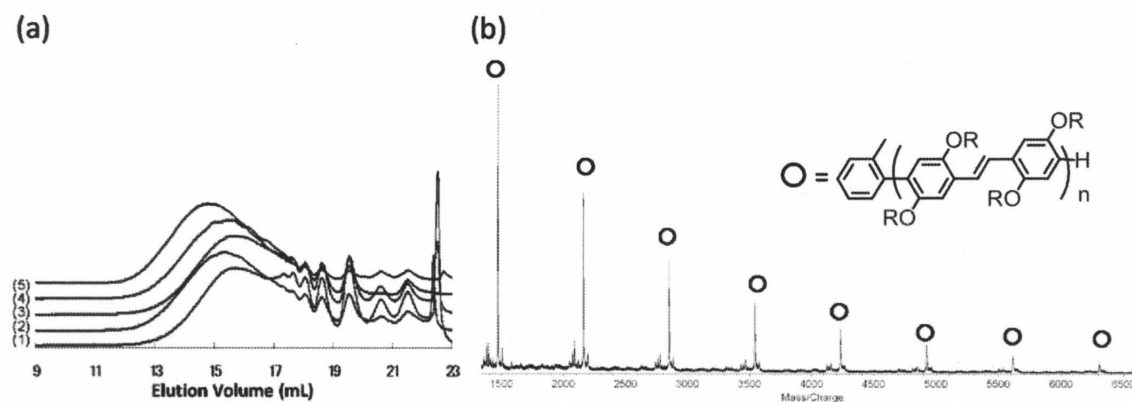 (a)
(5)
(4)
(3)
(2)
(1)
9 11 13 15 17 19 21 23
Elution Volume (mL)
(b)
O =
OR
RO
OR
RO
H
n
1500 2000 2500 3000 3500 4000 4500 5000 5500 6000 6500
Mass/Charge